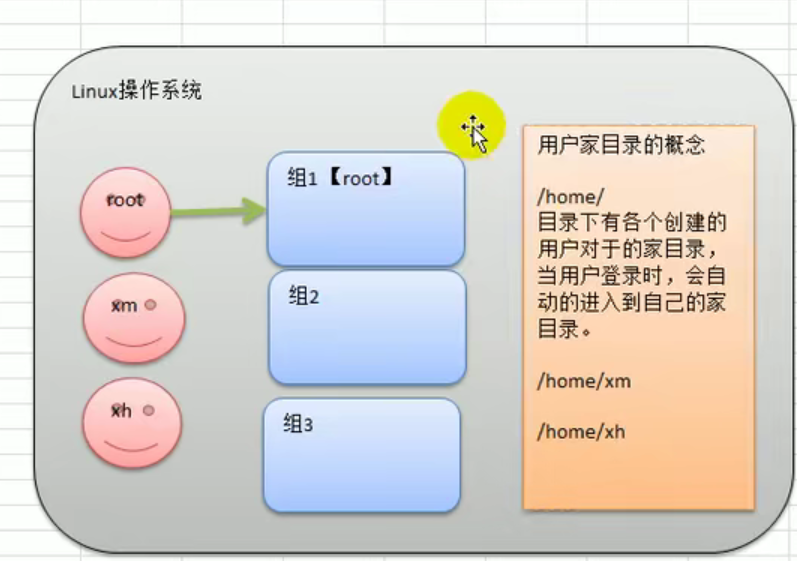 Linux操作系统
root
xm
xh
组1【root】
组2
组3
用户家目录的概念
/home/
目录下有各个创建的
用户对于的家目录，
当用户登录时，会自
动的进入到自己的家
目录。
/home/xm
/home/xh